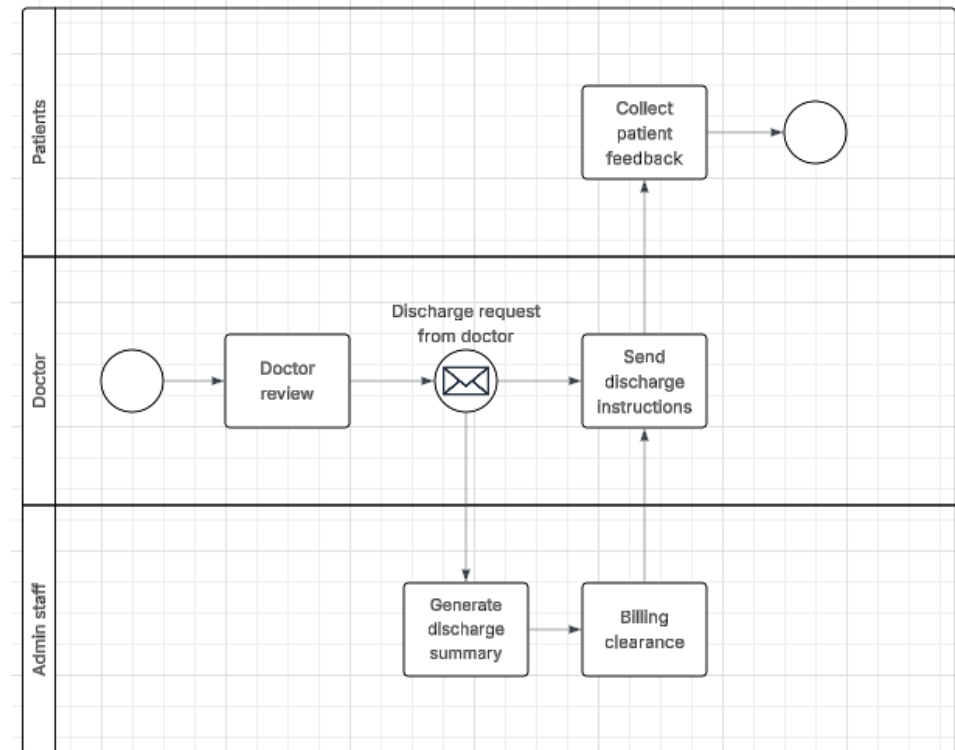 Patients
Collect
patient
feedback
Doctor
Doctor
review
Discharge request
from doctor
Send
discharge
instructions
Admin staff
Generate
discharge
summary
Billing
clearance